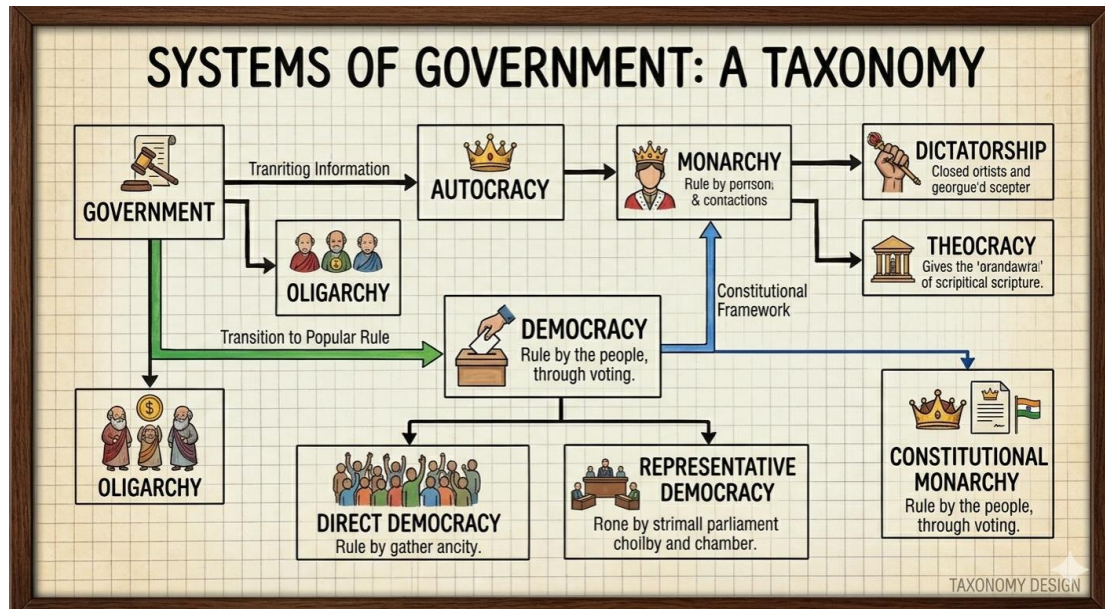 SYSTEMS OF GOVERNMENT: A TAXONOMY
GOVERNMENT
Tranriting Information
AUTOCRACY
MONARCHY
Rule by perrson;
& contactions
DICTATORSHIP
Closed ortists and
georgue'd scepter
OLIGARCHY
THEOCRACY
Gives the 'orandawral'
of scripitical scripture.
Transition to Popular Rule
DEMOCRACY
Rule by the people,
through voting.
Constitutional
Framework
$
OLIGARCHY
DIRECT DEMOCRACY
Rule by gather ancity.
REPRESENTATIVE
DEMOCRACY
Rone by strimall parliament
choilby and chamber.
CONSTITUTIONAL
MONARCHY
Rule by the people,
through voting.
TAXONOMY DESIGN